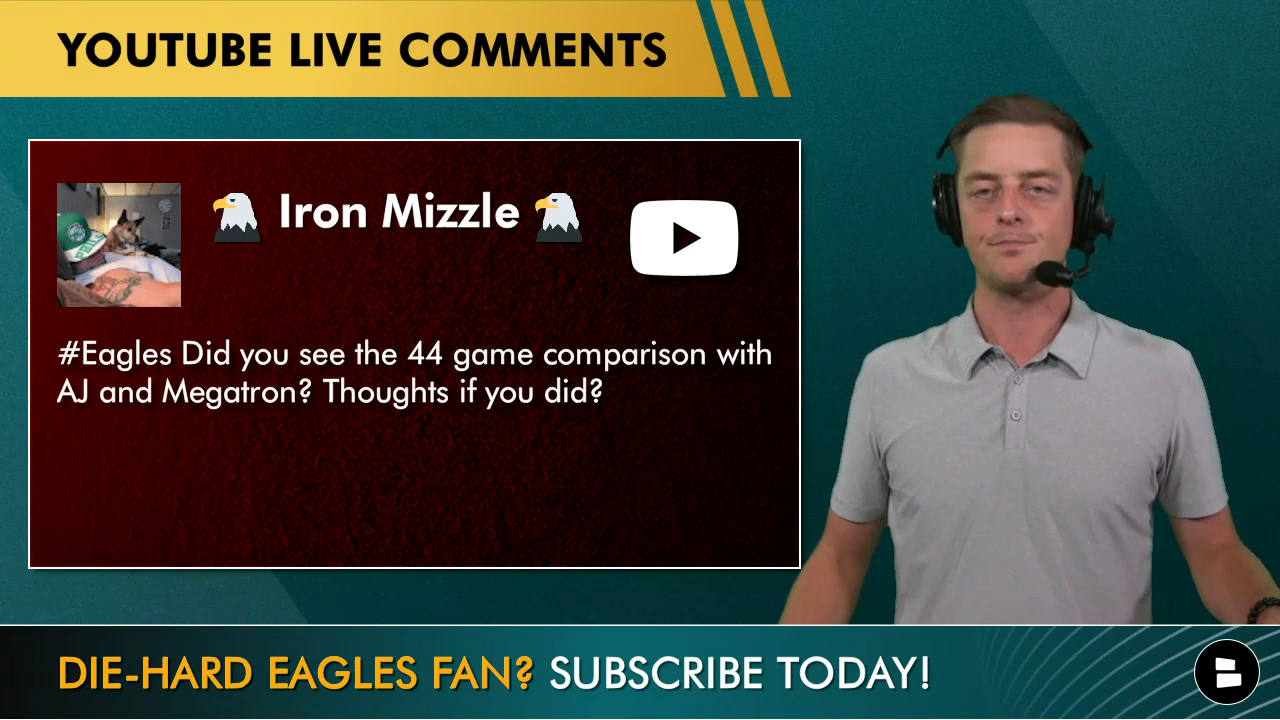 YOUTUBE LIVE COMMENTS
🦅 Iron Mizzle 🦅
#Eagles Did you see the 44 game comparison with
AJ and Megatron? Thoughts if you did?
DIE-HARD EAGLES FAN? SUBSCRIBE TODAY!